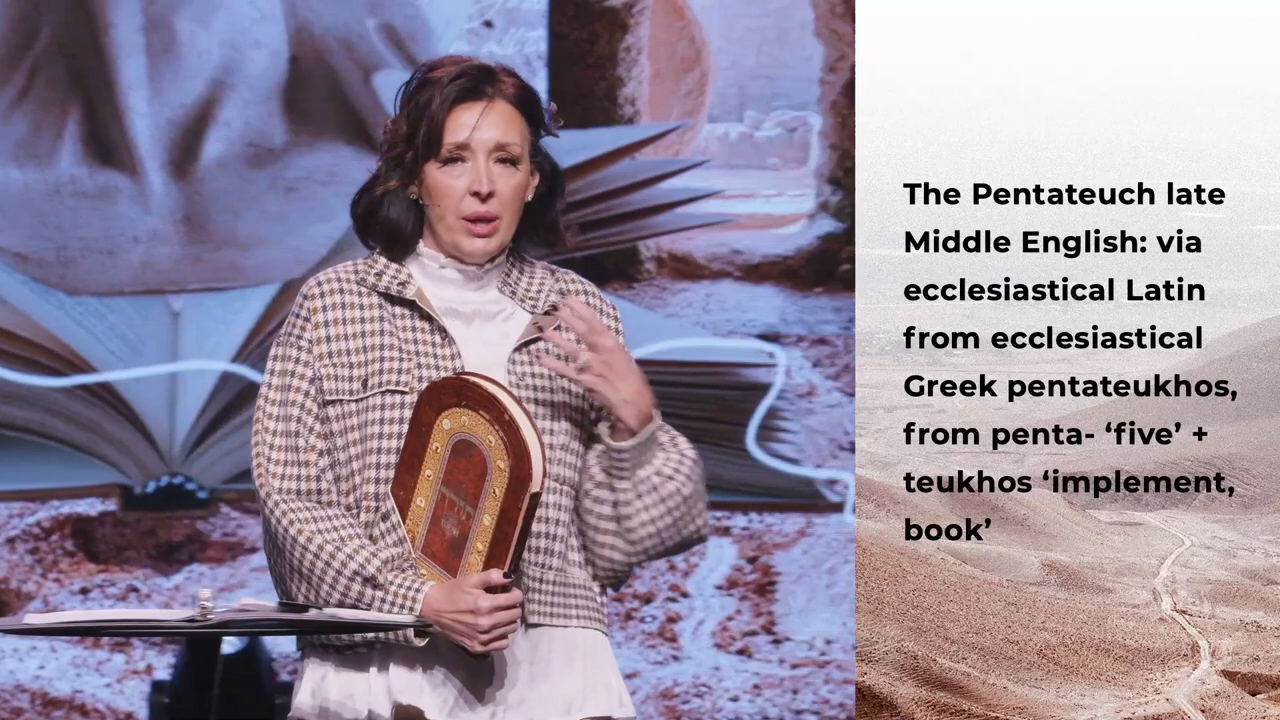 The Pentateuch late
Middle English: via
ecclesiastical Latin
from ecclesiastical
Greek pentateukhos,
from penta- ‘five’ +
teukhos ‘implement,
book’